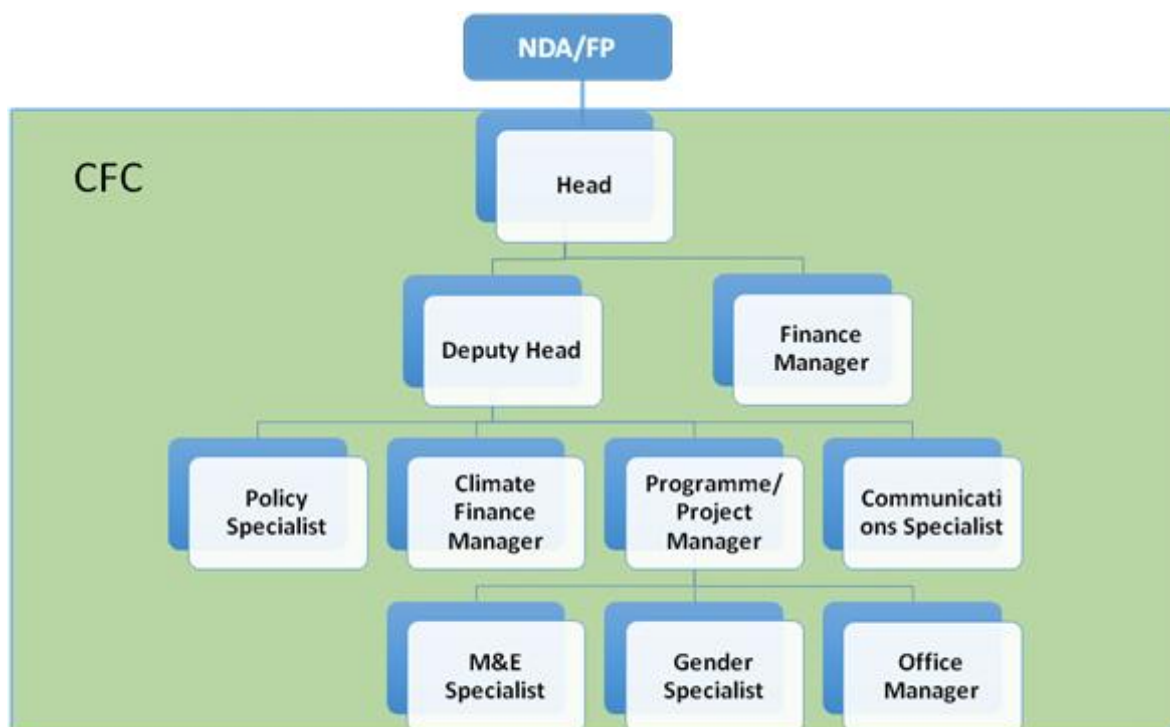 NDA/FP
CFC
Head
Deputy Head
Finance
Manager
Policy
Specialist
Climate
Finance
Manager
Programme/
Project
Manager
Communicati
ons Specialist
M&E
Specialist
Gender
Specialist
Office
Manager